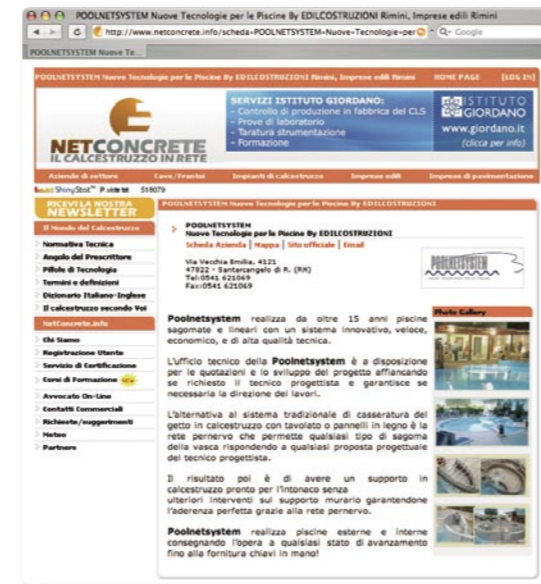 POOLNETSYSTEM Nuove Tecnologie per le Piscine By EDILCOSTRUZIONI Rimini, Imprese edili Rimini
http://www.netconcrete.info/scheda-POOLNETSYSTEM-Nuove-Tecnologie-per
Google
POOLNETSYSTEM Nuove Te...
POOLNETSYSTEM Nuove Tecnologie per le Piscine By EDILCOSTRUZIONI Rimini, Imprese edili Rimini
HOME PAGE
[LOG IN]
NETCONCRETE
IL CALCESTRUZZO IN RETE
SERVIZI ISTITUTO GIORDANO:
- Controllo di produzione in fabbrica del CLS
- Prove di laboratorio
- Taratura strumentazione
- Formazione
ISTITUTO
GIORDANO
www.giordano.it
(clicca per info)
Aziende di settore
Cave/Frantoi
Impianti di calcestruzzo
Imprese edili
Imprese di pavimentazione
ShinyStat™
518079
RICEVI LA NOSTRA
NEWSLETTER
Il Mondo del Calcestruzzo
Normativa Tecnica
Angolo del Prescrittore
Pillole di Tecnologia
Termini e definizioni
Dizionario Italiano-Inglese
Il calcestruzzo secondo Voi
NetConcrete.info
Chi Siamo
Registrazione Utente
Servizio di Certificazione
Corsi di Formazione NEW
Avvocato On-Line
Contatti Commerciali
Richieste/suggerimenti
Meteo
Partners
POOLNETSYSTEM Nuove Tecnologie per le Piscine By EDILCOSTRUZIONI
POOLNETSYSTEM
Nuove Tecnologie per le Piscine By EDILCOSTRUZIONI
Scheda Azienda | Mappa | Sito ufficiale | Email
Via Vecchia Emilia, 4121
47822 - Santarcangelo di R. (RN)
Tel:0541 621069
Fax:0541 621069
POOLNETSYSTEM
Poolnetsystem realizza da oltre 15 anni piscine
sagomate e lineari con un sistema innovativo, veloce,
economico, e di alta qualità tecnica.
L'ufficio tecnico della Poolnetsystem è a disposizione
per le quotazioni e lo sviluppo del progetto affiancando
se richiesto il tecnico progettista e garantisce se
necessaria la direzione dei lavori.
L'alternativa al sistema tradizionale di casseratura del
getto in calcestruzzo con tavolato o pannelli in legno è la
rete pernervo che permette qualsiasi tipo di sagoma
della vasca rispondendo a qualsiasi proposta progettuale
del tecnico progettista.
Il risultato poi è di avere un supporto in
calcestruzzo pronto per l'intonaco senza
ulteriori interventi sul supporto murario garantendone
l'aderenza perfetta grazie alla rete pernervo.
Poolnetsystem realizza piscine esterne e interne
consegnando l'opera a qualsiasi stato di avanzamento
fino alla fornitura chiavi in mano!
Photo Gallery